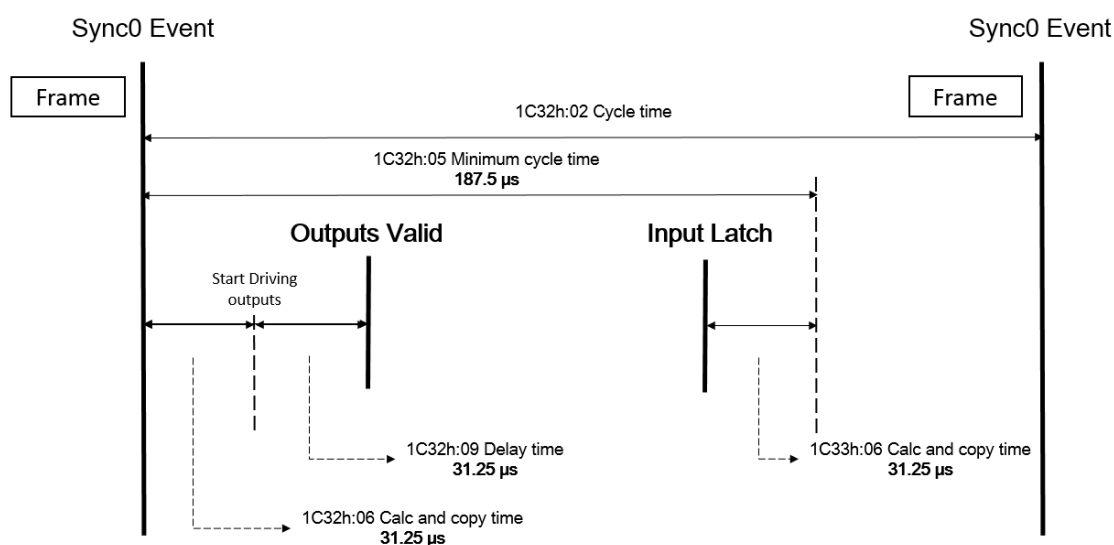 Sync0 Event
Sync0 Event
Frame
Frame
1C32h:02 Cycle time
1C32h:05 Minimum cycle time
187.5 µs
Outputs Valid
Input Latch
Start Driving
outputs
1C32h:09 Delay time
31.25 µs
1C33h:06 Calc and copy time
31.25 µs
1C32h:06 Calc and copy time
31.25 µs